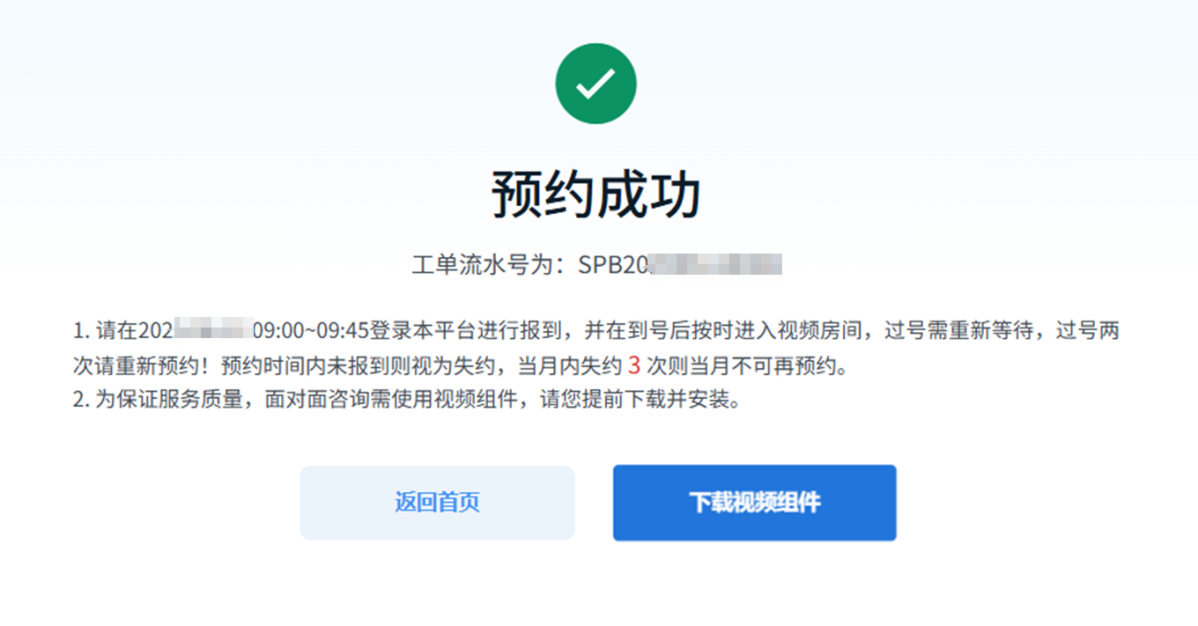 预约成功
工单流水号为：SPB20
1. 请在202 09:00~09:45登录本平台进行报到，并在到号后按时进入视频房间，过号需重新等待，过号两
次请重新预约！预约时间内未报到则视为失约，当月内失约 3 次则当月不可再预约。
2. 为保证服务质量，面对面咨询需使用视频组件，请您提前下载并安装。
返回首页 下载视频组件